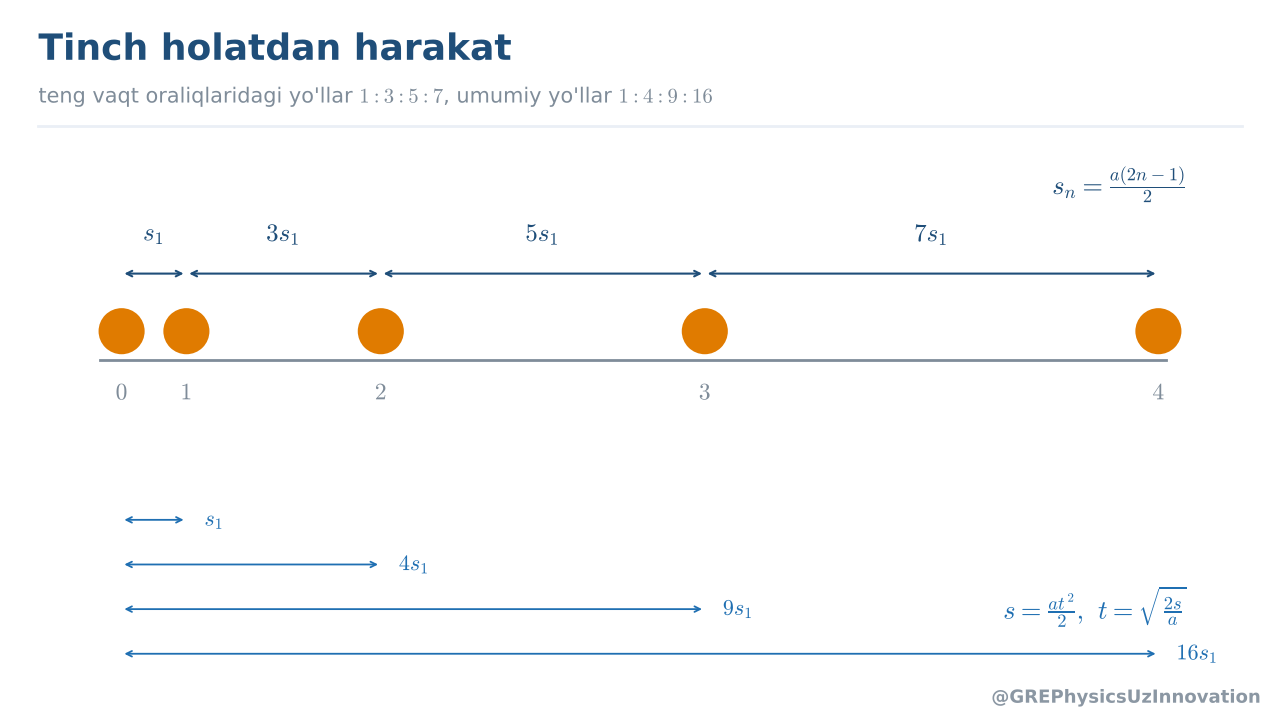 Tinch holatdan harakat
teng vaqt oraliqlaridagi yo'llar 1 : 3 : 5 : 7, umumiy yo'llar 1 : 4 : 9 : 16
sₙ = a(2n − 1)/2
s₁ 3s₁ 5s₁ 7s₁
0 1 2 3 4
s₁
4s₁
9s₁
s = at²/2, t = √(2s/a)
16s₁
@GREPhysicsUzInnovation